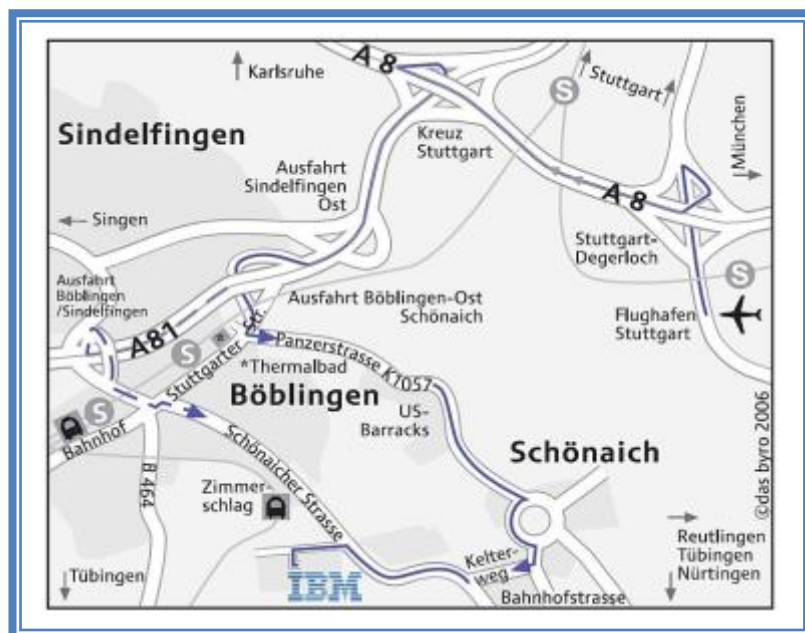 A 8
Karlsruhe
Stuttgart
S
Sindelfingen
Kreuz
Stuttgart
München
Ausfahrt
Sindelfingen
Ost
A 8
Singen
Stuttgart-
Degerloch
S
Ausfahrt
Böblingen
/Sindelfingen
Ausfahrt Böblingen-Ost
Schönaich
Flughafen
Stuttgart
A81
S
Stuttgarter Str.
Panzerstrasse K1057
*Thermalbad
Böblingen
S
US-
Barracks
Bahnhof
Schönaicher Strasse
Schönaich
B 464
Zimmer-
schlag
©das byro 2006
Reutlingen
Tübingen
Nürtingen
Kelter-
weg
Tübingen
IBM
Bahnhofstrasse